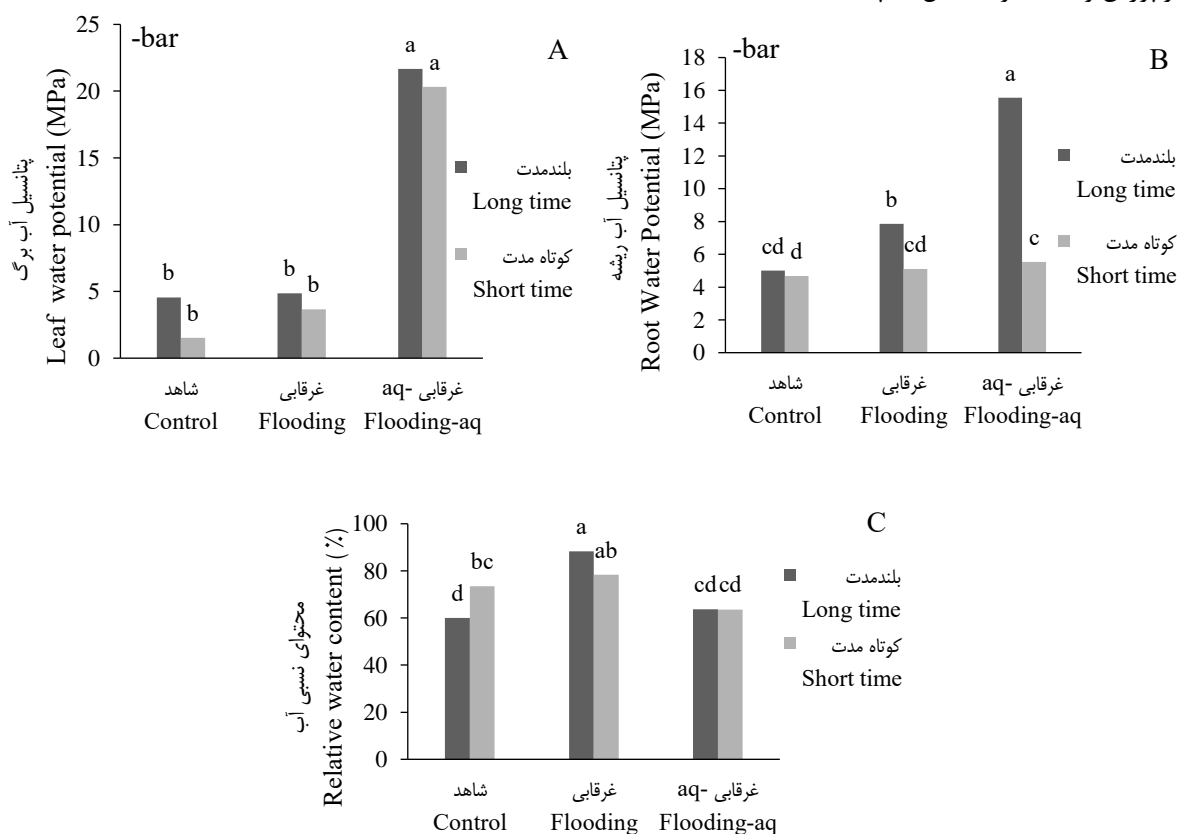 -bar
A
25
20
15
10
5
0
پتانسیل آب برگ
Leaf water potential (MPa)
b
b
b
b
a
a
بلندمدت
Long time
کوتاه مدت
Short time
شاهد
Control
غرقابی
Flooding
غرقابی -aq
Flooding-aq
-bar
B
18
16
14
12
10
8
6
4
2
0
پتانسیل آب ریشه
Root Water Potential (MPa)
cd
d
b
cd
a
c
بلندمدت
Long time
کوتاه مدت
Short time
شاهد
Control
غرقابی
Flooding
غرقابی -aq
Flooding-aq
C
100
80
60
40
20
0
محتوای نسبی آب
Relative water content (٪)
d
bc
a
ab
cd
cd
بلندمدت
Long time
کوتاه مدت
Short time
شاهد
Control
غرقابی
Flooding
غرقابی -aq
Flooding-aq